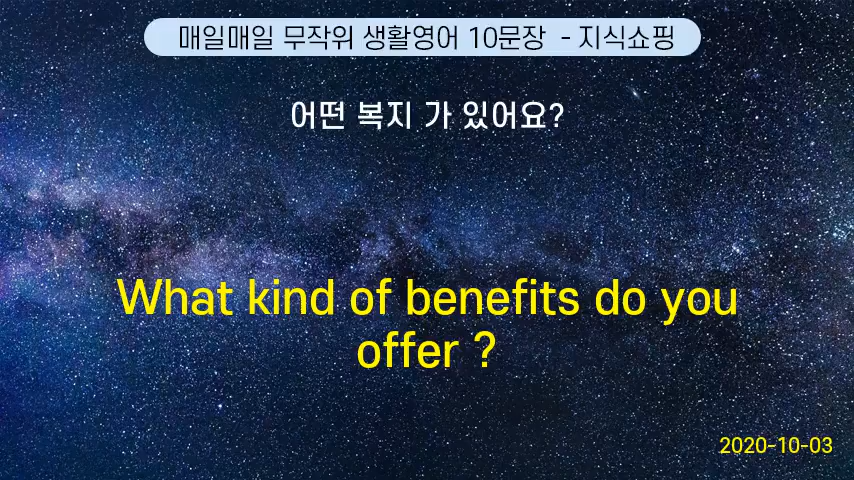 매일매일 무작위 생활영어 10문장 - 지식쇼핑
어떤 복지 가 있어요?
What kind of benefits do you
offer ?
2020-10-03